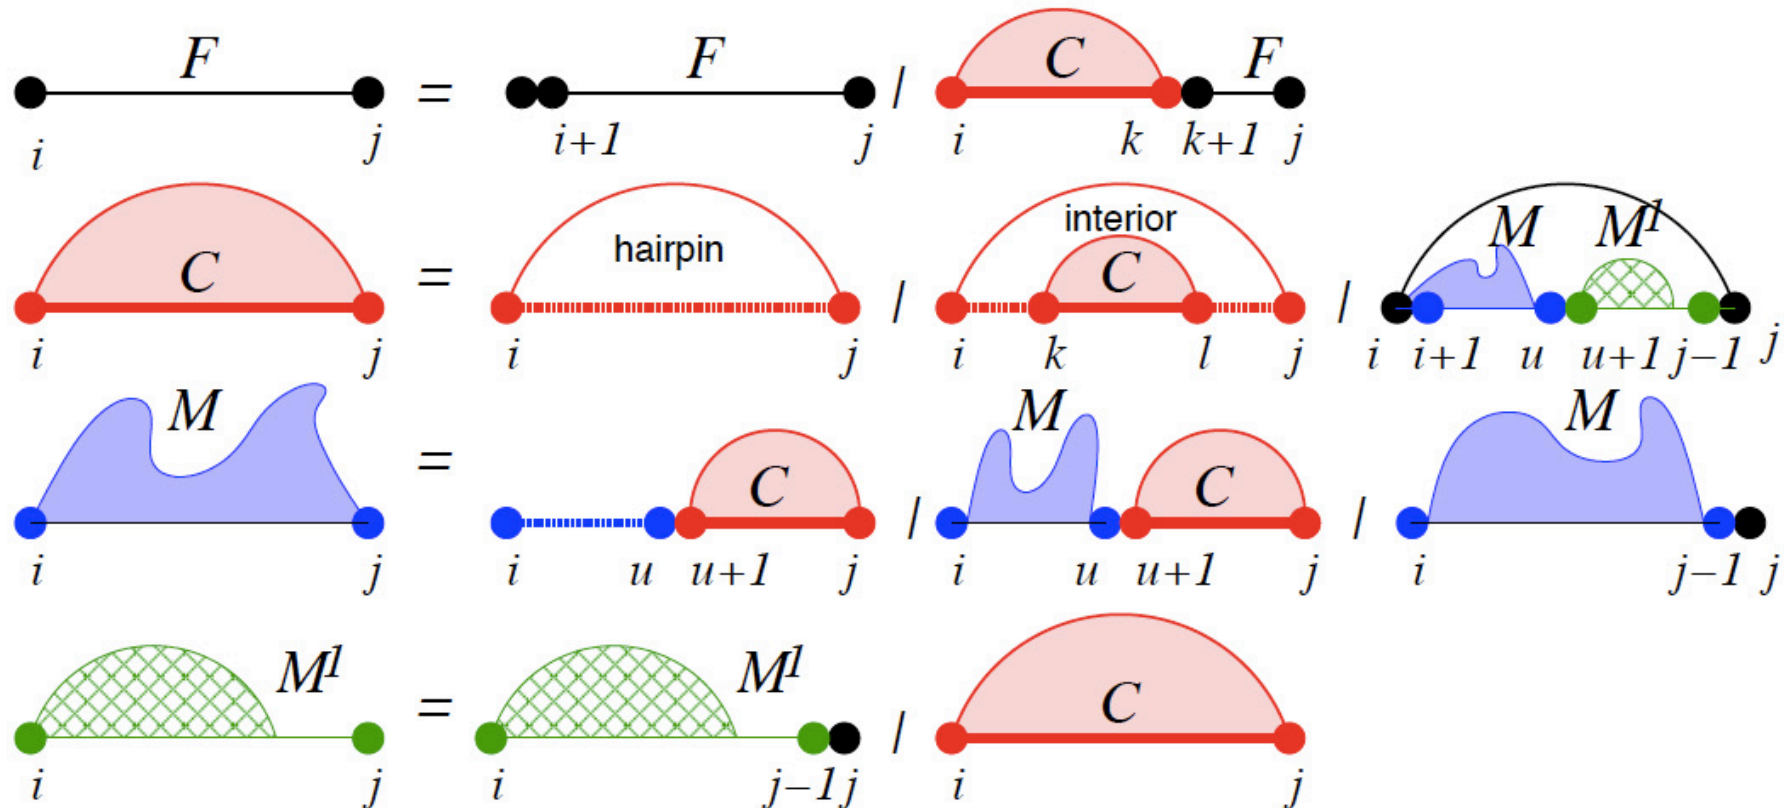 F = F | C F
i j i+1 j i k k+1 j
C = hairpin | interior C | M M¹
i j i j i k l j i i+1 u u+1 j−1 j
M = C | M C | M
i j i u u+1 j i u u+1 j i j−1 j
M¹ = M¹ | C
i j i j−1 j i j